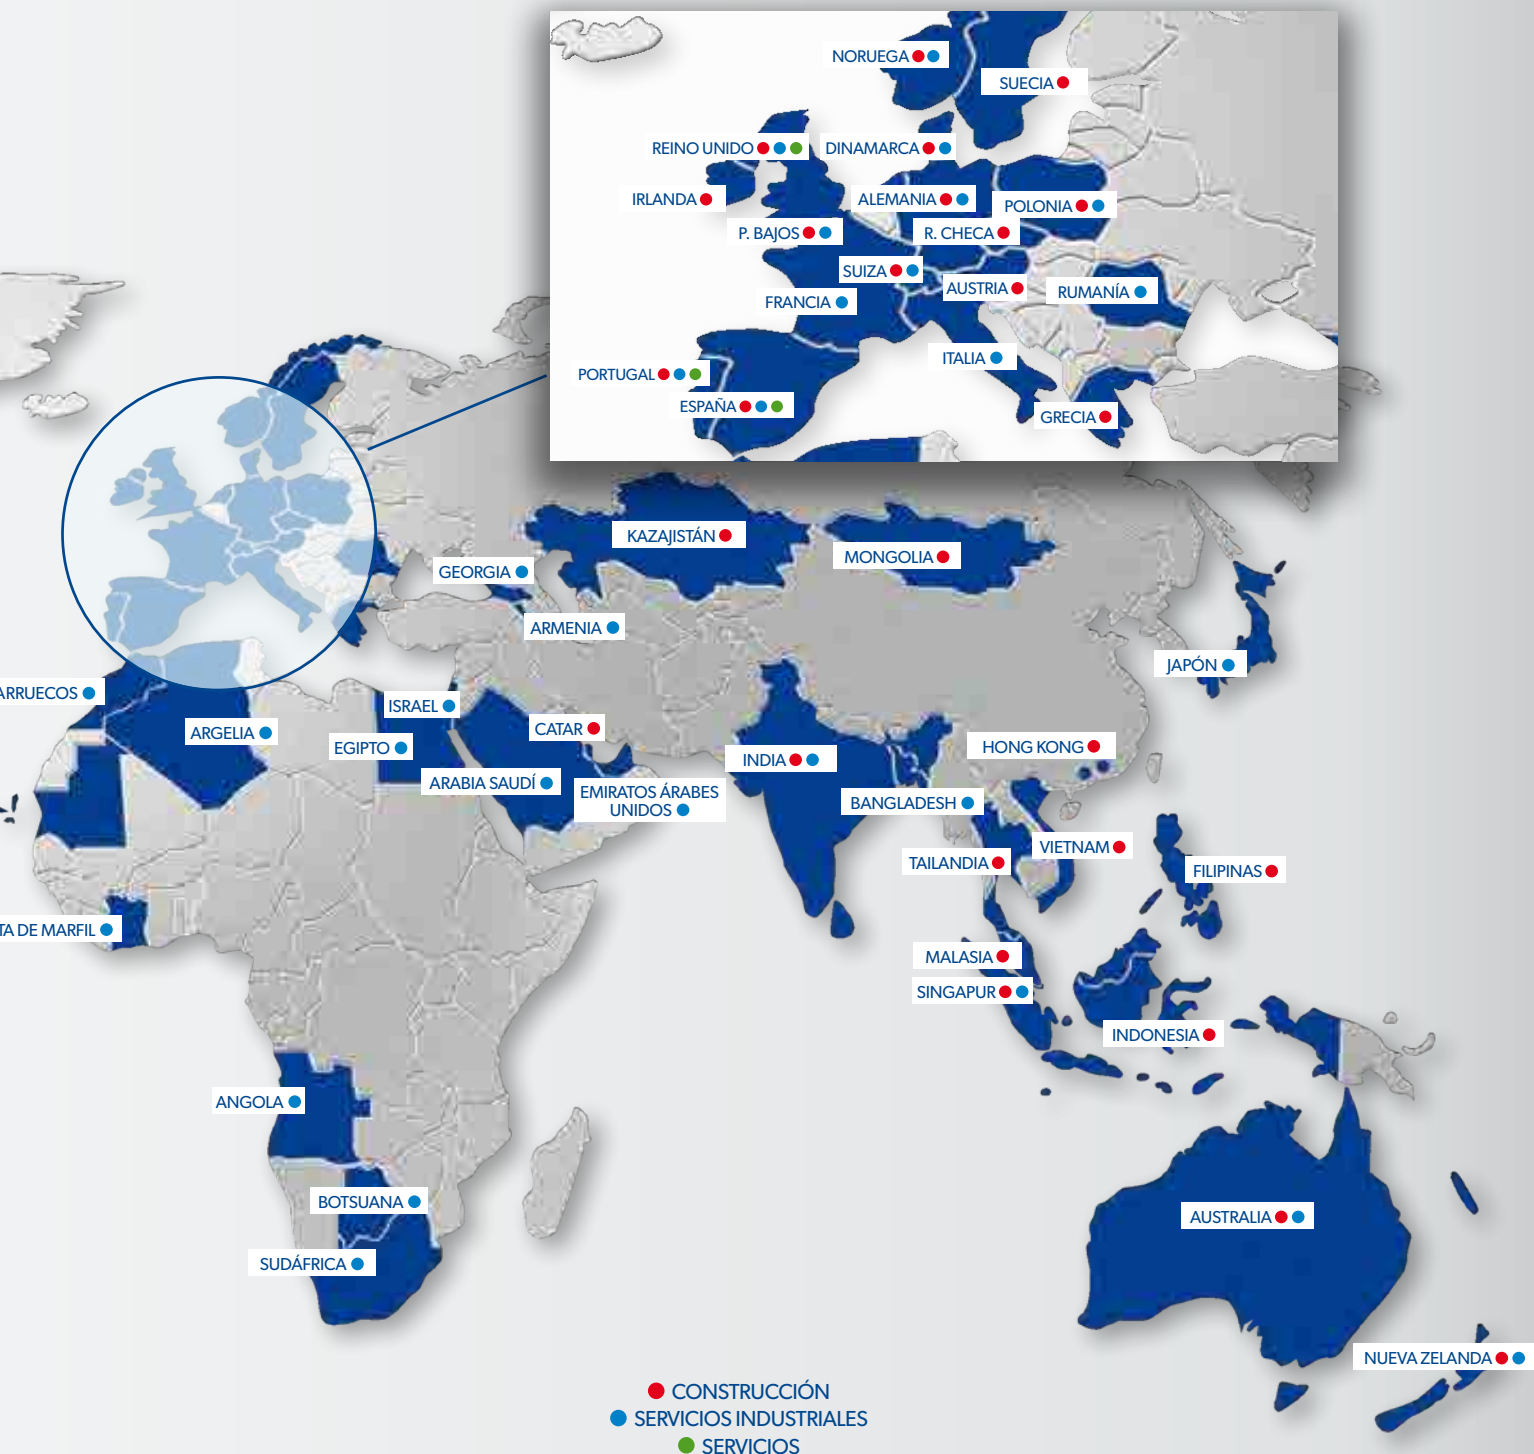 NORUEGA
SUECIA
REINO UNIDO
DINAMARCA
IRLANDA
ALEMANIA
POLONIA
P. BAJOS
R. CHECA
SUIZA
AUSTRIA
RUMANÍA
FRANCIA
ITALIA
PORTUGAL
ESPAÑA
GRECIA
KAZAJISTÁN
MONGOLIA
GEORGIA
ARMENIA
JAPÓN
ARRUECOS
ISRAEL
ARGELIA
EGIPTO
CATAR
HONG KONG
INDIA
ARABIA SAUDÍ
EMIRATOS ÁRABES
UNIDOS
BANGLADESH
VIETNAM
TAILANDIA
FILIPINAS
TA DE MARFIL
MALASIA
SINGAPUR
INDONESIA
ANGOLA
BOTSUANA
AUSTRALIA
SUDÁFRICA
NUEVA ZELANDA
CONSTRUCCIÓN
SERVICIOS INDUSTRIALES
SERVICIOS